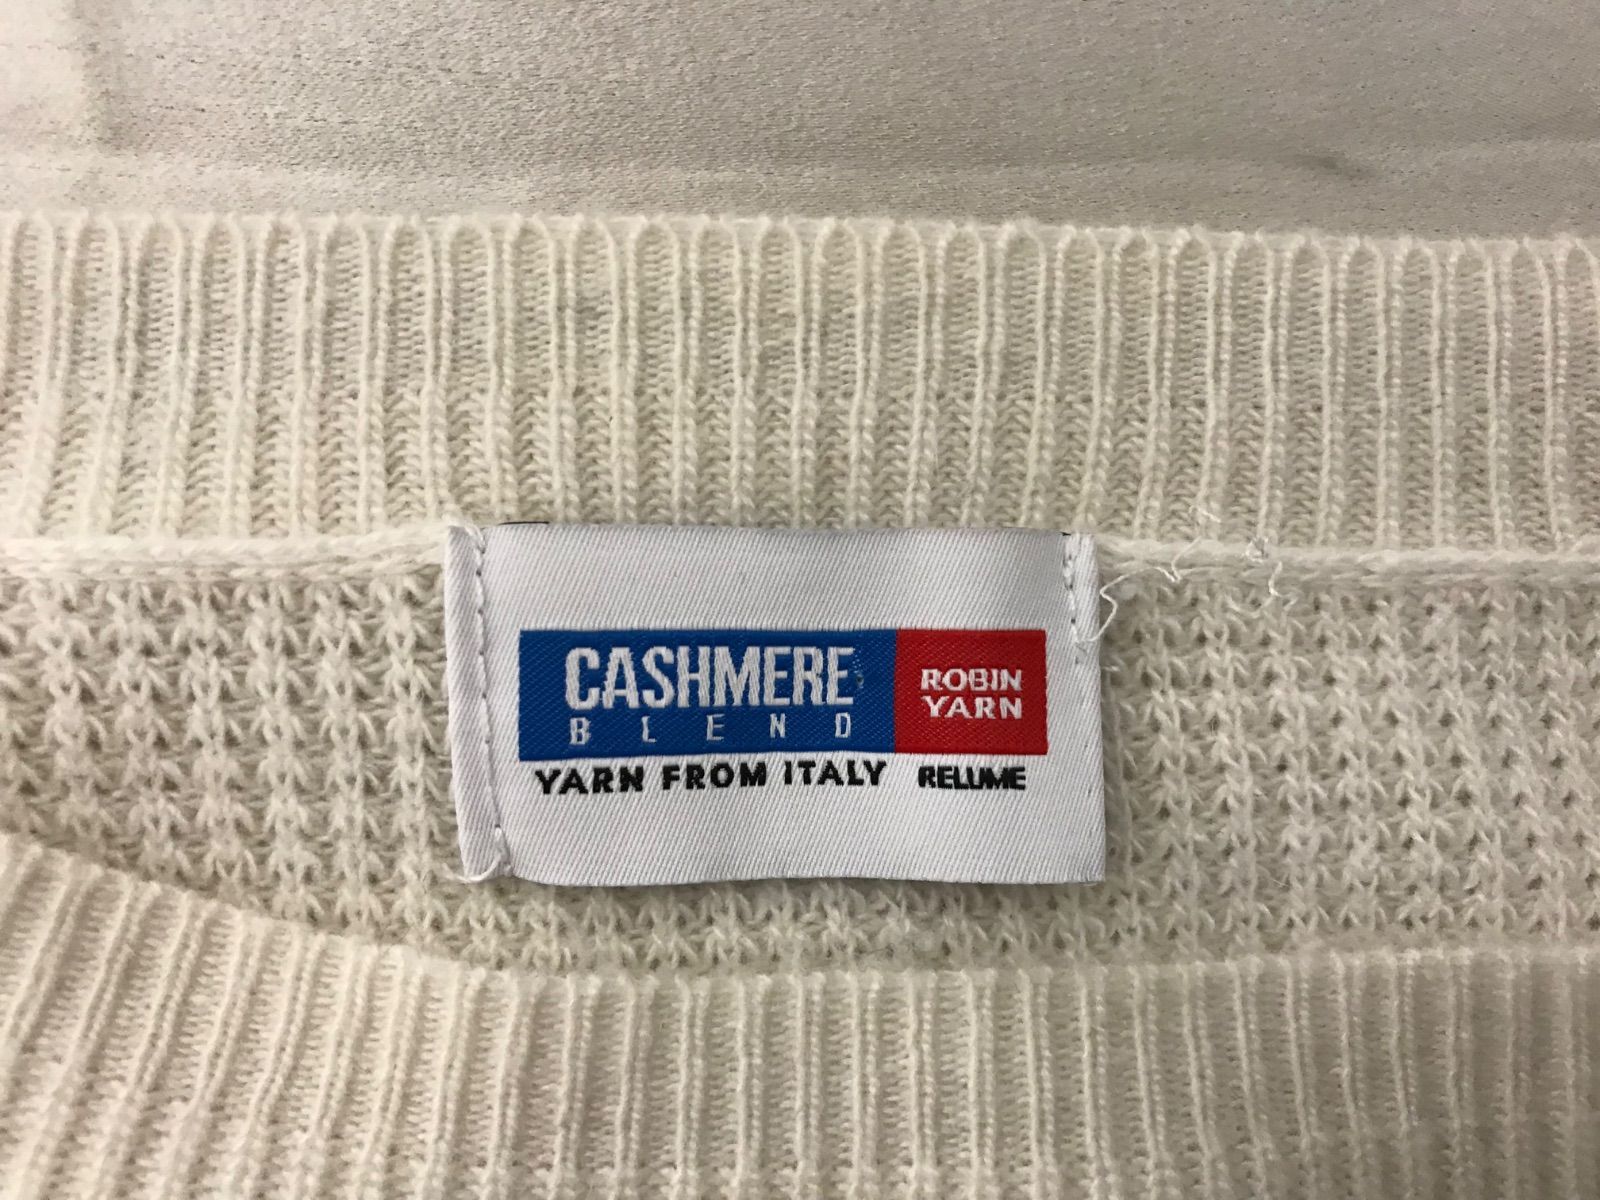 CASHMERE
BLEND
ROBIN
YARN
YARN FROM ITALY
RELUME